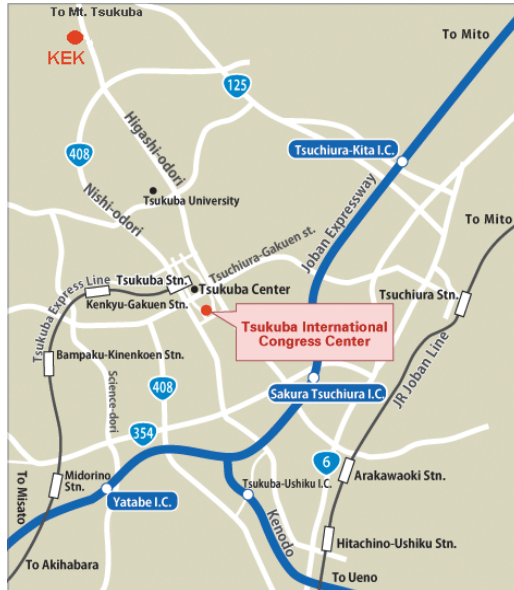 To Mt. Tsukuba
KEK
To Mito
125
Higashi-odori
408
Tsuchiura-Kita I.C.
Nishi-odori
Tsukuba University
Joban Expressway
To Mito
Tsuchiura-Gakuen st.
Tsukuba Express Line
Tsukuba Stn.
Tsukuba Center
Kenkyu-Gakuen Stn.
Tsuchiura Stn.
Tsukuba International
Congress Center
JR Joban Line
Bampaku-Kinenkoen Stn.
Science-dori
408
Sakura Tsuchiura I.C.
354
6
To Misato
Midorino
Stn.
Tsukuba-Ushiku I.C.
Arakawaoki Stn.
Yatabe I.C.
Kenodo
Hitachino-Ushiku Stn.
To Akihabara
To Ueno